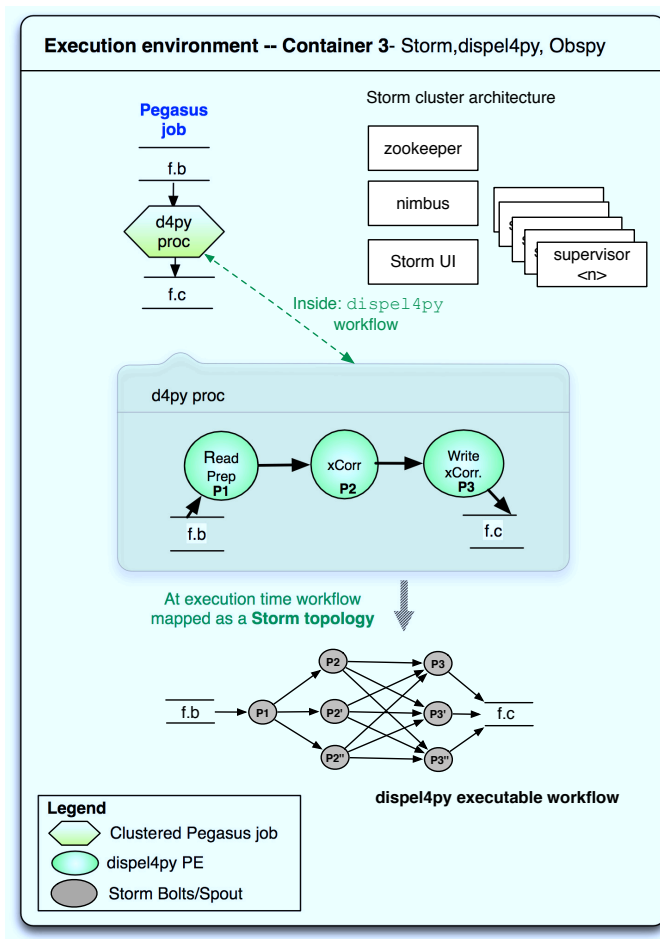 Execution environment -- Container 3- Storm,dispel4py, Obspy
Pegasus
job
f.b
d4py
proc
f.c
Storm cluster architecture
zookeeper
nimbus
Storm UI
supervisor
<n>
Inside: dispel4py
workflow
d4py proc
Read
Prep
P1
xCorr
P2
Write
xCorr.
P3
f.b
f.c
At execution time workflow
mapped as a Storm topology
f.b
P1
P2
P2'
P2"
P3
P3'
P3"
f.c
dispel4py executable workflow
Legend
Clustered Pegasus job
dispel4py PE
Storm Bolts/Spout